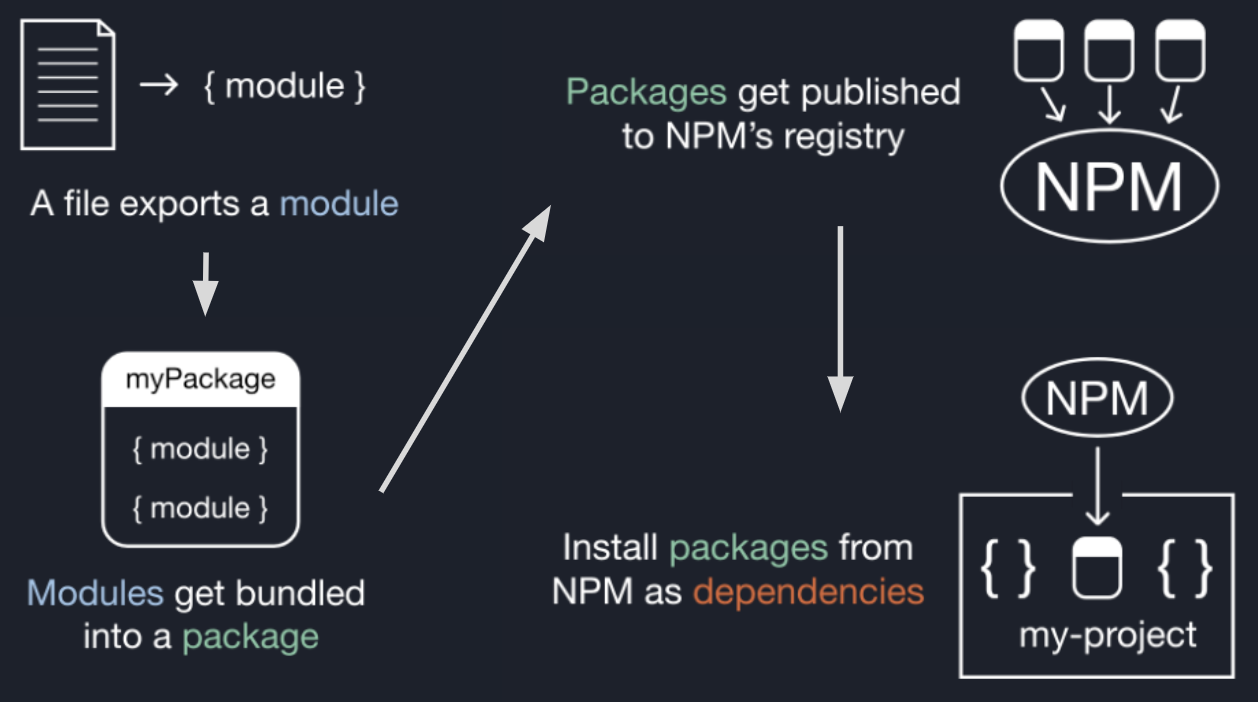 { module }
A file exports a module
myPackage
{ module }
{ module }
Modules get bundled
into a package
Packages get published
to NPM’s registry
NPM
Install packages from
NPM as dependencies
NPM
{ } { }
my-project